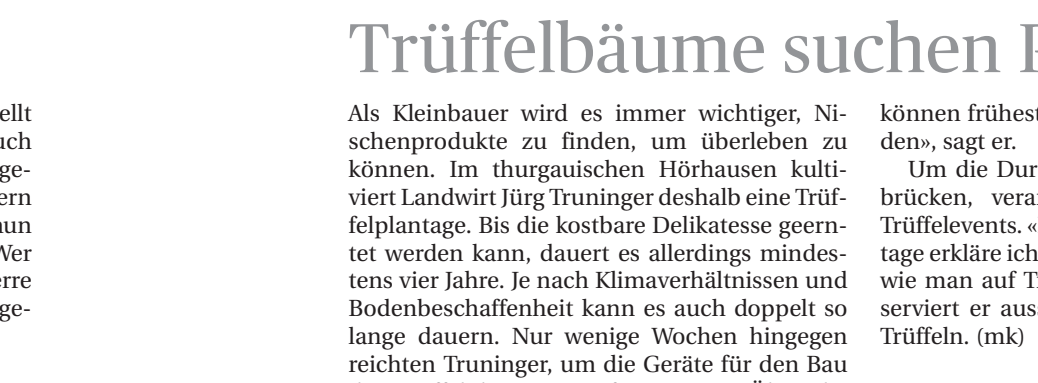 Trüffelbäume suchen
ellt
uch
ge-
ern
nun
Wer
erre
ge-
Als Kleinbauer wird es immer wichtiger, Ni-
schenprodukte zu finden, um überleben zu
können. Im thurgauischen Hörhausen kulti-
viert Landwirt Jürg Truninger deshalb eine Trüf-
felplantage. Bis die kostbare Delikatesse geern-
tet werden kann, dauert es allerdings mindes-
tens vier Jahre. Je nach Klimaverhältnissen und
Bodenbeschaffenheit kann es auch doppelt so
lange dauern. Nur wenige Wochen hingegen
reichten Truninger, um die Geräte für den Bau
können frühest
den», sagt er.
Um die Dur
brücken, vera
Trüffelevents. «
tage erkläre ich
wie man auf T
serviert er aus
Trüffeln. (mk)